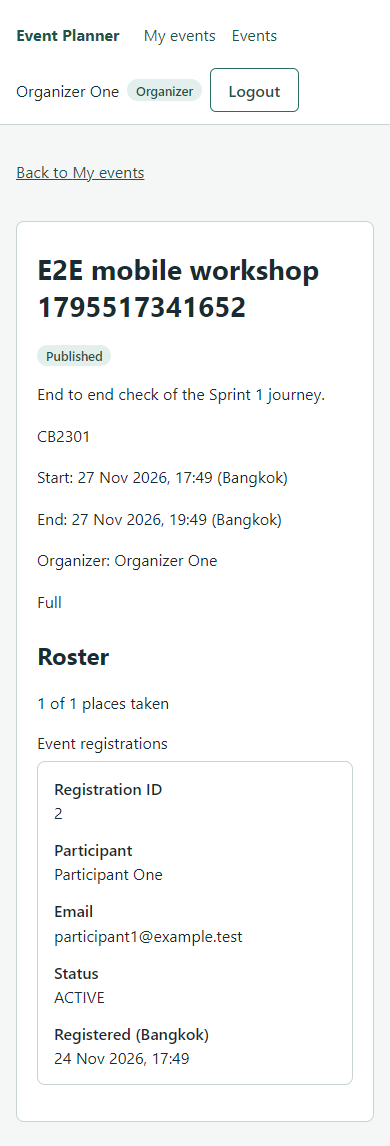 Event Planner My events Events
Organizer One Organizer Logout
Back to My events
E2E mobile workshop
1795517341652
Published
End to end check of the Sprint 1 journey.
CB2301
Start: 27 Nov 2026, 17:49 (Bangkok)
End: 27 Nov 2026, 19:49 (Bangkok)
Organizer: Organizer One
Full
Roster
1 of 1 places taken
Event registrations
Registration ID
2
Participant
Participant One
Email
participant1@example.test
Status
ACTIVE
Registered (Bangkok)
24 Nov 2026, 17:49